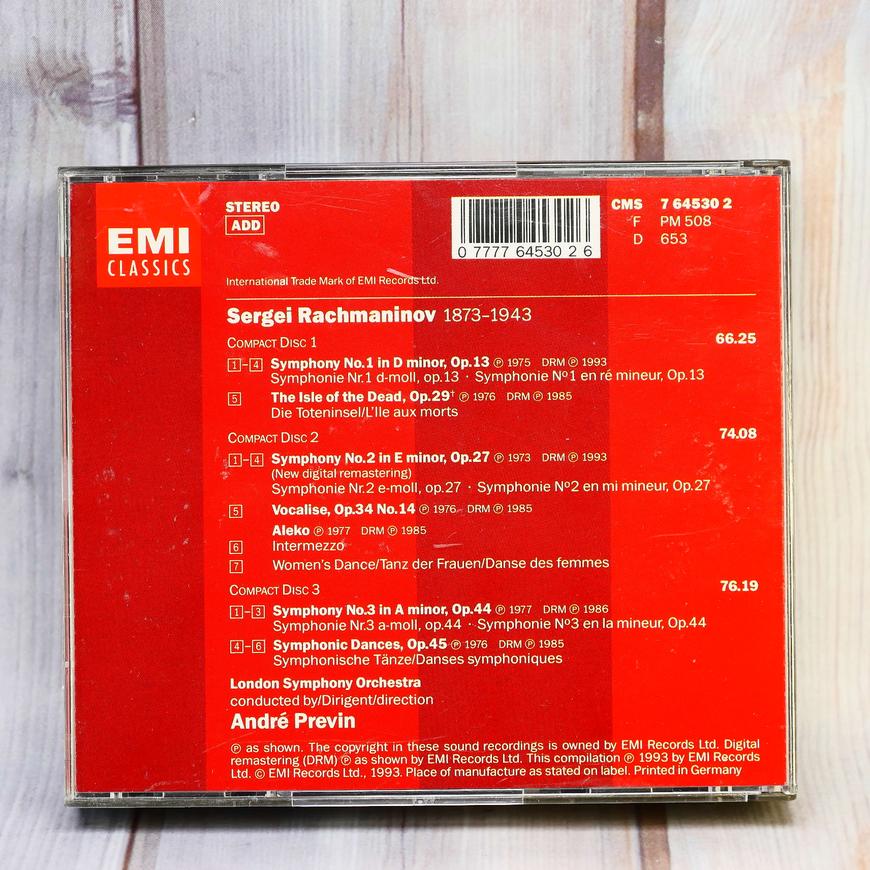 EMI
CLASSICS
STEREO
ADD
0 7777 64530 2 6
CMS 7 64530 2
F PM 508
D 653
International Trade Mark of EMI Records Ltd.
Sergei Rachmaninov 1873–1943
COMPACT DISC 1 66.25
1–4 Symphony No.1 in D minor, Op.13 ℗ 1975 DRM ℗ 1993
Symphonie Nr.1 d-moll, op.13 · Symphonie Nº1 en ré mineur, Op.13
5 The Isle of the Dead, Op.29† ℗ 1976 DRM ℗ 1985
Die Toteninsel/L'Ile aux morts
COMPACT DISC 2 74.08
1–4 Symphony No.2 in E minor, Op.27 ℗ 1973 DRM ℗ 1993
(New digital remastering)
Symphonie Nr.2 e-moll, op.27 · Symphonie Nº2 en mi mineur, Op.27
5 Vocalise, Op.34 No.14 ℗ 1976 DRM ℗ 1985
Aleko ℗ 1977 DRM ℗ 1985
6 Intermezzo
7 Women's Dance/Tanz der Frauen/Danse des femmes
COMPACT DISC 3 76.19
1–3 Symphony No.3 in A minor, Op.44 ℗ 1977 DRM ℗ 1986
Symphonie Nr.3 a-moll, op.44 · Symphonie Nº3 en la mineur, Op.44
4–6 Symphonic Dances, Op.45 ℗ 1976 DRM ℗ 1985
Symphonische Tänze/Danses symphoniques
London Symphony Orchestra
conducted by/Dirigent/direction
André Previn
℗ as shown. The copyright in these sound recordings is owned by EMI Records Ltd. Digital
remastering (DRM) ℗ as shown by EMI Records Ltd. This compilation ℗ 1993 by EMI Records
Ltd. © EMI Records Ltd., 1993. Place of manufacture as stated on label. Printed in Germany